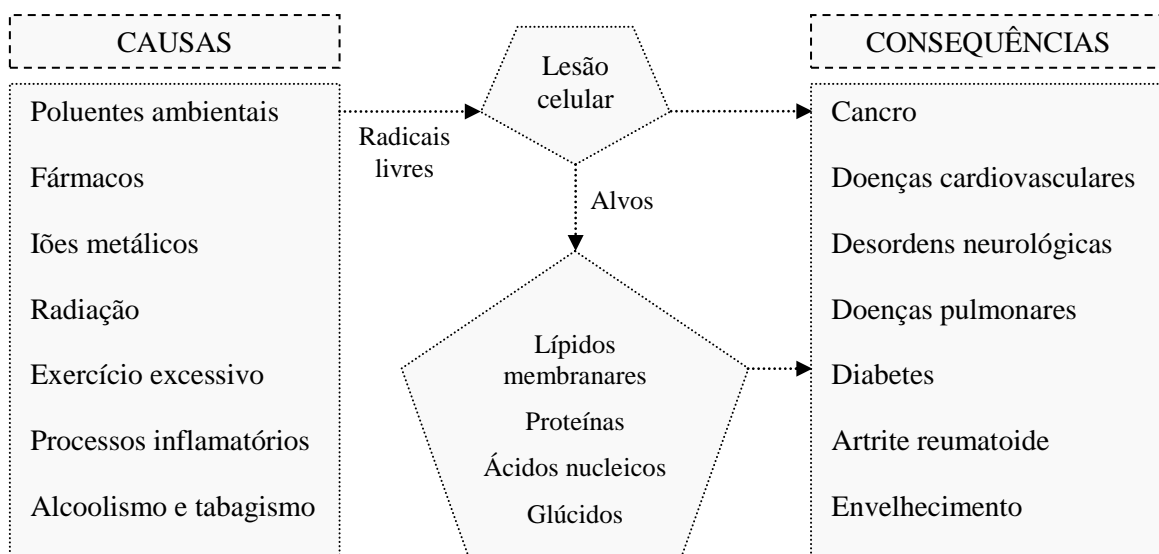 CAUSAS
Poluentes ambientais
Fármacos
Iões metálicos
Radiação
Exercício excessivo
Processos inflamatórios
Alcoolismo e tabagismo
Radicais
livres
Lesão
celular
Alvos
Lípidos
membranares
Proteínas
Ácidos nucleicos
Glúcidos
CONSEQUÊNCIAS
Cancro
Doenças cardiovasculares
Desordens neurológicas
Doenças pulmonares
Diabetes
Artrite reumatoide
Envelhecimento